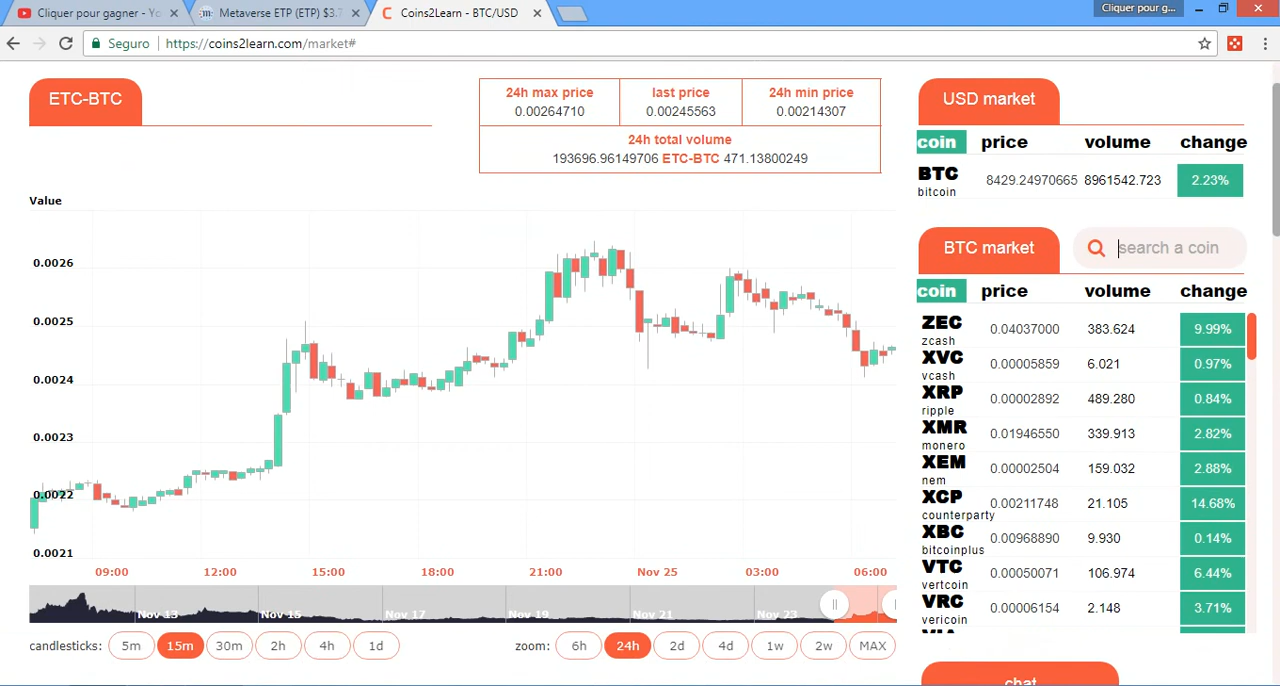 Cliquer pour gagner - Yo
Metaverse ETP (ETP) $3.7
Coins2Learn - BTC/USD
Cliquer pour g...
Seguro
https://coins2learn.com/market#
ETC-BTC
24h max price last price 24h min price
0.00264710 0.00245563 0.00214307
24h total volume
193696.96149706 ETC-BTC 471.13800249
USD market
coin price volume change
BTC 8429.24970665 8961542.723 2.23%
bitcoin
BTC market
search a coin
coin price volume change
ZEC 0.04037000 383.624 9.99%
zcash
XVC 0.00005859 6.021 0.97%
vcash
XRP 0.00002892 489.280 0.84%
ripple
XMR 0.01946550 339.913 2.82%
monero
XEM 0.00002504 159.032 2.88%
nem
XCP 0.00211748 21.105 14.68%
counterparty
XBC 0.00968890 9.930 0.14%
bitcoinplus
VTC 0.00050071 106.974 6.44%
vertcoin
VRC 0.00006154 2.148 3.71%
vericoin
Value
0.0026
0.0025
0.0024
0.0023
0.0022
0.0021
09:00 12:00 15:00 18:00 21:00 Nov 25 03:00 06:00
Nov 13 Nov 15 Nov 17 Nov 19 Nov 21 Nov 23
candlesticks: 5m 15m 30m 2h 4h 1d
zoom: 6h 24h 2d 4d 1w 2w MAX
chat